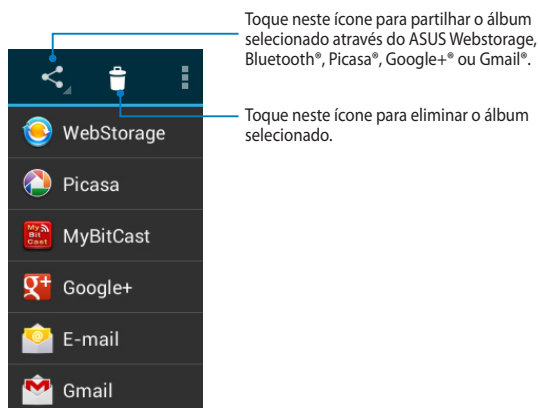 Toque neste ícone para partilhar o álbum
selecionado através do ASUS Webstorage,
Bluetooth®, Picasa®, Google+® ou Gmail®.
Toque neste ícone para eliminar o álbum
selecionado.
WebStorage
Picasa
My Bit Cast
MyBitCast
g+
Google+
E-mail
Gmail